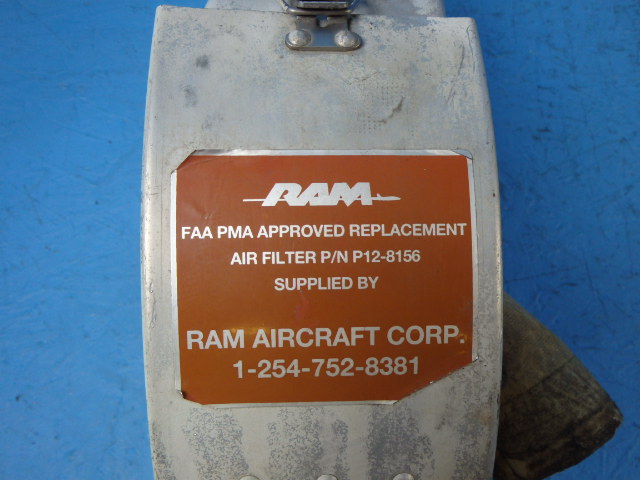 RAM
FAA PMA APPROVED REPLACEMENT
AIR FILTER P/N P12-8156
SUPPLIED BY
RAM AIRCRAFT CORP.
1-254-752-8381